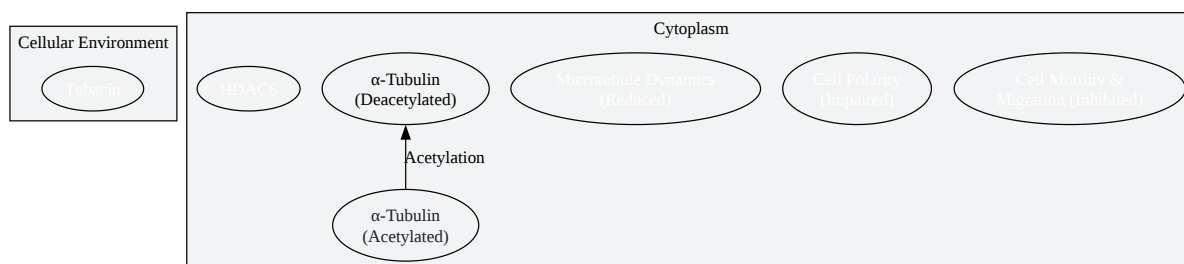 Cellular Environment
Tubacin
Cytoplasm
HDAC6
α-Tubulin
(Deacetylated)
Microtubule Dynamics
(Reduced)
Cell Polarity
(Impaired)
Cell Motility &
Migration (Inhibited)
Acetylation
α-Tubulin
(Acetylated)